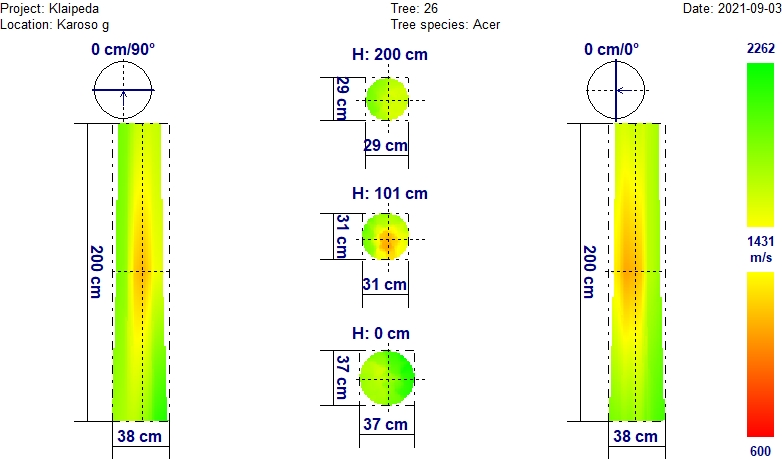 Project: Klaipeda
Tree: 26
Date: 2021-09-03
Location: Karoso g
Tree species: Acer
0 cm/90°
H: 200 cm
0 cm/0°
2262
29 cm
29 cm
H: 101 cm
31 cm
31 cm
200 cm
200 cm
1431
m/s
H: 0 cm
37 cm
37 cm
38 cm
38 cm
600